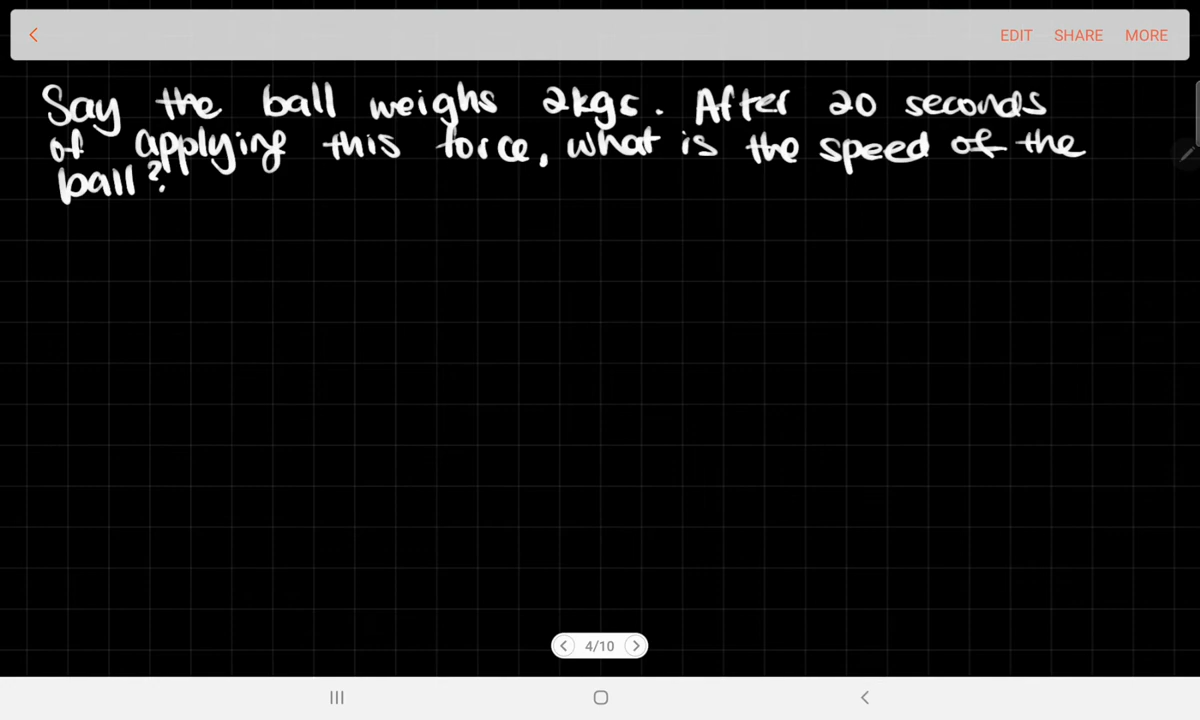 EDIT SHARE MORE
Say the ball weighs 2kgs. After 20 seconds
of applying this force, what is the speed of the
ball?
4/10